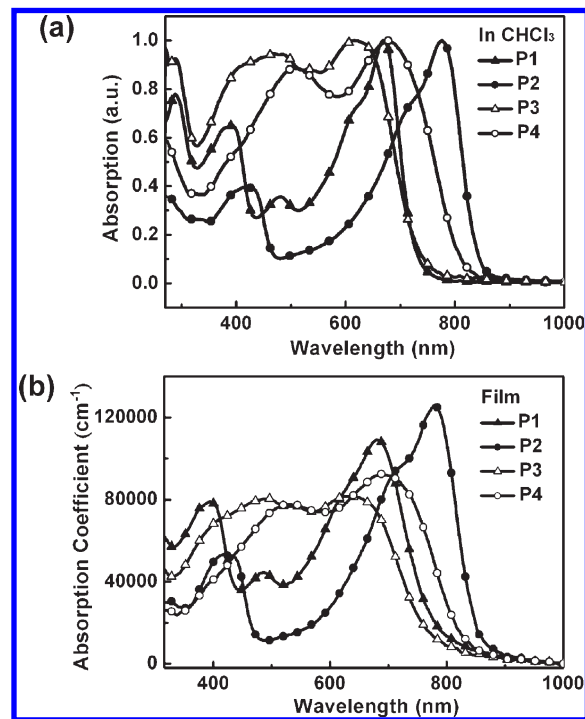 (a)
In CHCl₃
P1
P2
P3
P4
1.0
0.8
0.6
0.4
0.2
0.0
Absorption (a.u.)
400
600
800
1000
Wavelength (nm)
(b)
Film
P1
P2
P3
P4
120000
80000
40000
0
Absorption Coefficient (cm⁻¹)
400
600
800
1000
Wavelength (nm)